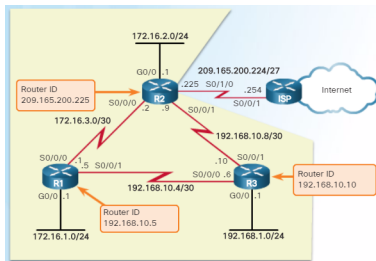 172.16.2.0/24
209.165.200.224/27
Router ID
209.165.200.225
G0/0 .1
.225 S0/1/0
.254
S0/0/1
ISP
Internet
S0/0/0
.2
R2
.9
S0/0/1
172.16.3.0/30
192.168.10.8/30
S0/0/0
.1
.5 S0/0/1
.10
S0/0/1
S0/0/0 .6
R1
192.168.10.4/30
R3
G0/0 .1
G0/0 .1
Router ID
192.168.10.5
Router ID
192.168.10.10
172.16.1.0/24
192.168.1.0/24